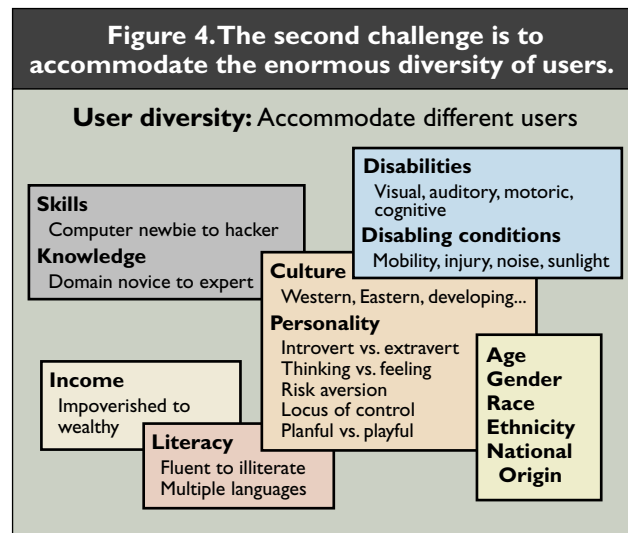 Figure 4. The second challenge is to
accommodate the enormous diversity of users.
User diversity: Accommodate different users
Disabilities
Visual, auditory, motoric,
cognitive
Disabling conditions
Mobility, injury, noise, sunlight
Skills
Computer newbie to hacker
Knowledge
Domain novice to expert
Culture
Western, Eastern, developing...
Personality
Introvert vs. extravert
Thinking vs. feeling
Risk aversion
Locus of control
Planful vs. playful
Age
Gender
Race
Ethnicity
National
Origin
Income
Impoverished to
wealthy
Literacy
Fluent to illiterate
Multiple languages